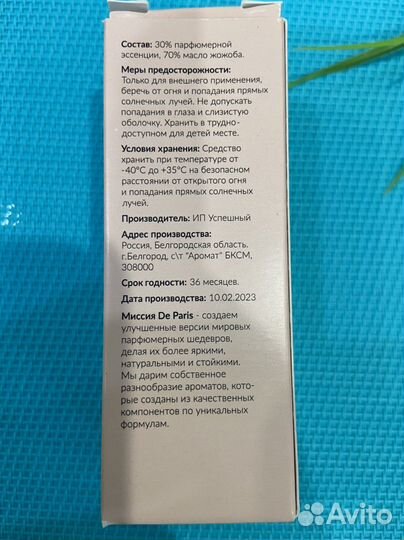 Состав: 30% парфюмерной
эссенции, 70% масло жожоба.
Меры предосторожности:
Только для внешнего применения,
беречь от огня и попадания прямых
солнечных лучей. Не допускать
попадания в глаза и слизистую
оболочку. Хранить в трудно-
доступном для детей месте.
Условия хранения: Средство
хранить при температуре от
-40°С до +35°С на безопасном
расстоянии от открытого огня
и попадания прямых солнечных
лучей.
Производитель: ИП Успешный
Адрес производства:
Россия, Белгородская область.
г.Белгород, с\т "Аромат" БКСМ,
308000
Срок годности: 36 месяцев.
Дата производства: 10.02.2023
Миссия De Paris - создаем
улучшенные версии мировых
парфюмерных шедевров,
делая их более яркими,
натуральными и стойкими.
Мы дарим собственное
разнообразие ароматов, кото-
рые созданы из качественных
компонентов по уникальным
формулам.
Avito